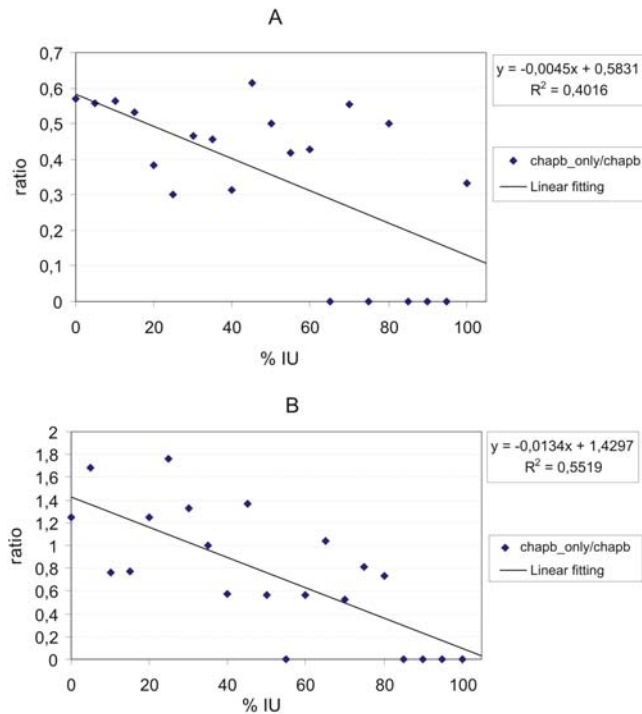 A
0,7
0,6
0,5
0,4
0,3
0,2
0,1
0
ratio
0 20 40 60 80 100
% IU
y = -0,0045x + 0,5831
R² = 0,4016
chapb_only/chapb
Linear fitting
B
2
1,8
1,6
1,4
1,2
1
0,8
0,6
0,4
0,2
0
ratio
0 20 40 60 80 100
% IU
y = -0,0134x + 1,4297
R² = 0,5519
chapb_only/chapb
Linear fitting